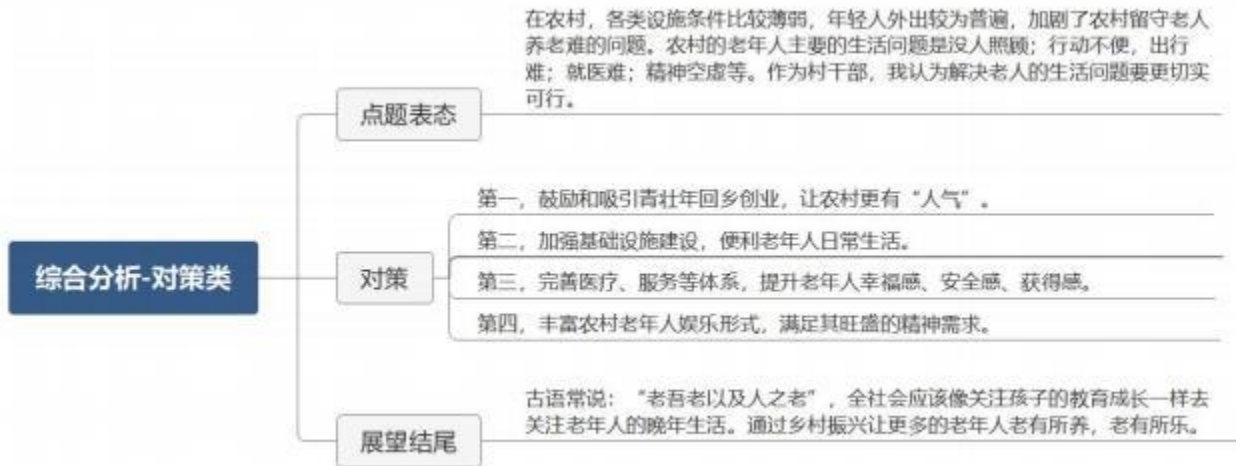 在农村，各类设施条件比较薄弱，年轻人外出较为普遍，加剧了农村留守老人
养老难的问题。农村的老年人主要的生活问题是没人照顾；行动不便，出行
难；就医难；精神空虚等。作为村干部，我认为解决老人的生活问题要更切实
可行。
点题表态
第一，鼓励和吸引青壮年回乡创业，让农村更有“人气”。
第二，加强基础设施建设，便利老年人日常生活。
综合分析-对策类
对策
第三，完善医疗、服务等体系，提升老年人幸福感、安全感、获得感。
第四，丰富农村老年人娱乐形式，满足其旺盛的精神需求。
古语常说：“老吾老以及人之老”，全社会应该像关注孩子的教育成长一样去
关注老年人的晚年生活。通过乡村振兴让更多的老年人老有所养，老有所乐。
展望结尾